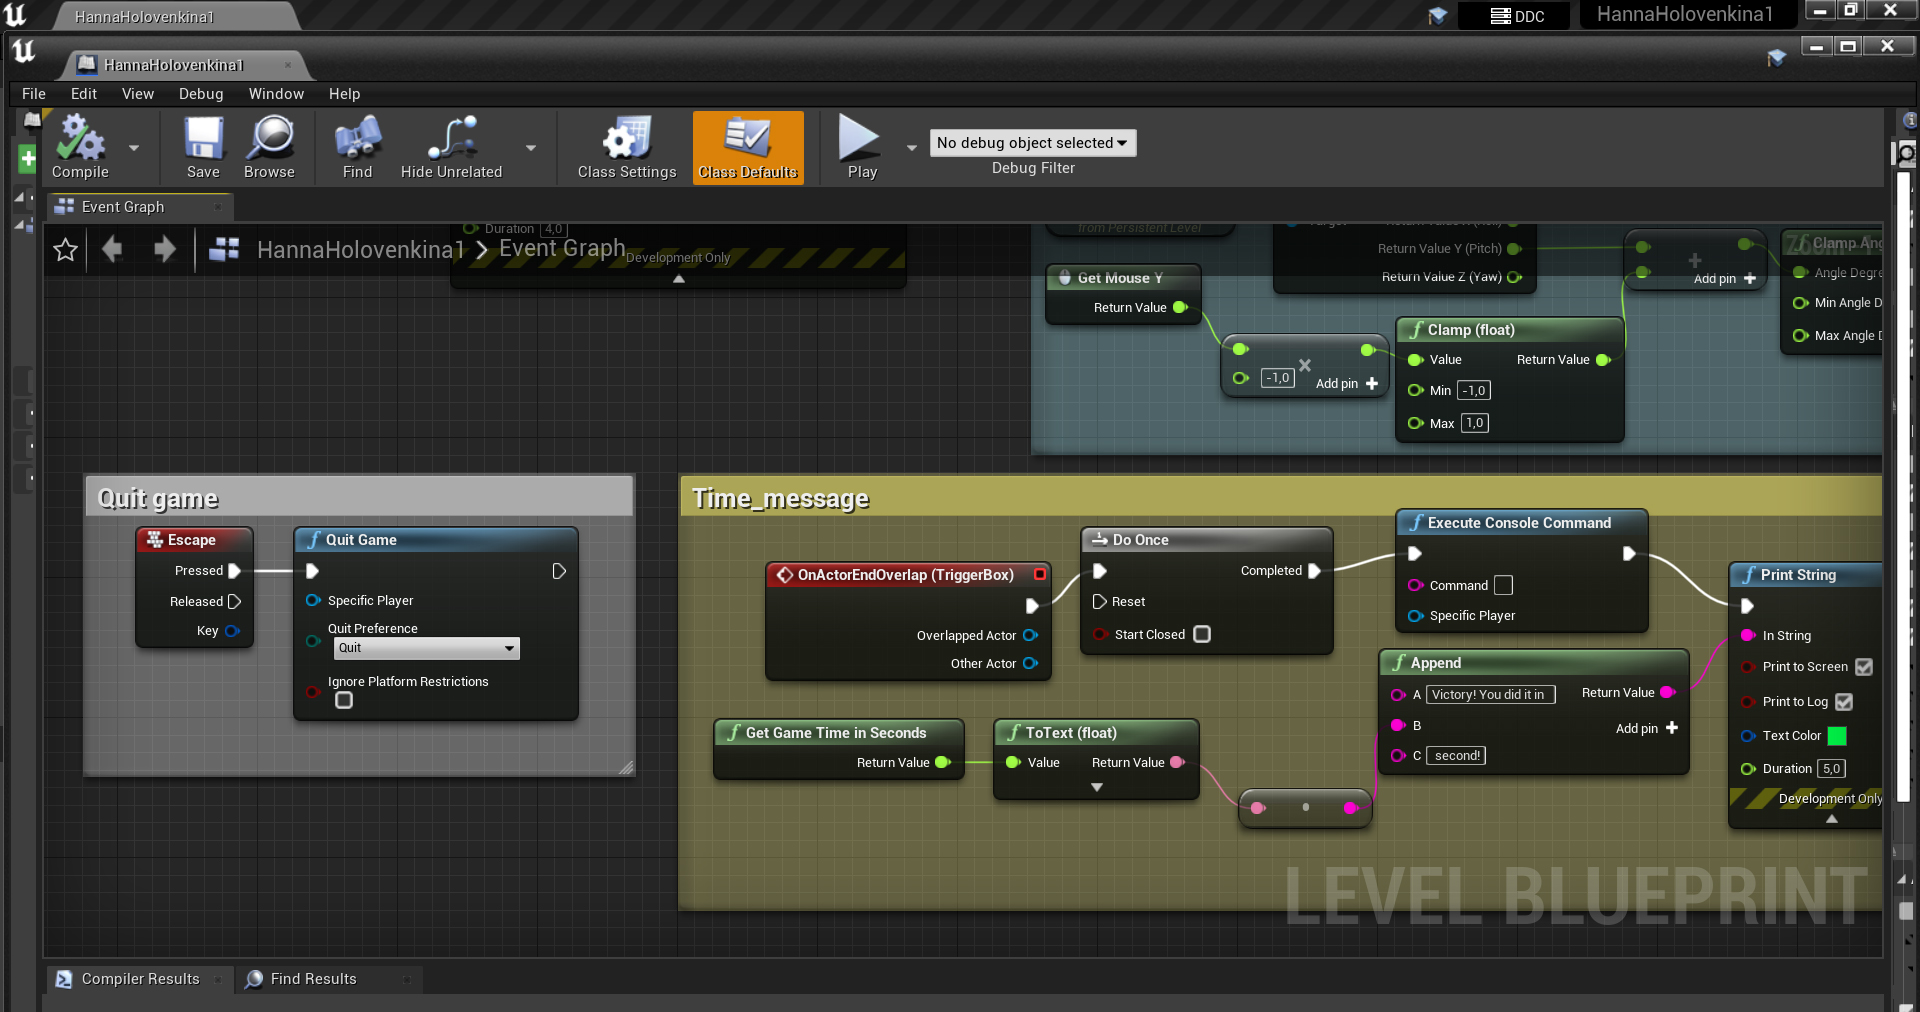 HannaHolovenkina1
DDC
HannaHolovenkina1
HannaHolovenkina1
File Edit View Debug Window Help
Compile
Save
Browse
Find
Hide Unrelated
Class Settings
Class Defaults
Play
No debug object selected
Debug Filter
Event Graph
HannaHolovenkina1 > Event Graph
Duration 4,0
Development Only
from Persistent Level
Return Value Y (Pitch)
Return Value Z (Yaw)
Add pin
Clamp Ang
Angle Degre
Min Angle D
Max Angle D
Get Mouse Y
Return Value
-1,0
Add pin
Clamp (float)
Value Return Value
Min -1,0
Max 1,0
Quit game
Escape
Pressed
Released
Key
Quit Game
Specific Player
Quit Preference
Quit
Ignore Platform Restrictions
Time_message
OnActorEndOverlap (TriggerBox)
Overlapped Actor
Other Actor
Do Once
Completed
Reset
Start Closed
Execute Console Command
Command
Specific Player
Print String
In String
Print to Screen
Print to Log
Text Color
Duration 5,0
Development Only
Append
A Victory! You did it in Return Value
B Add pin
C second!
Get Game Time in Seconds
Return Value
ToText (float)
Value Return Value
LEVEL BLUEPRINT
Compiler Results
Find Results